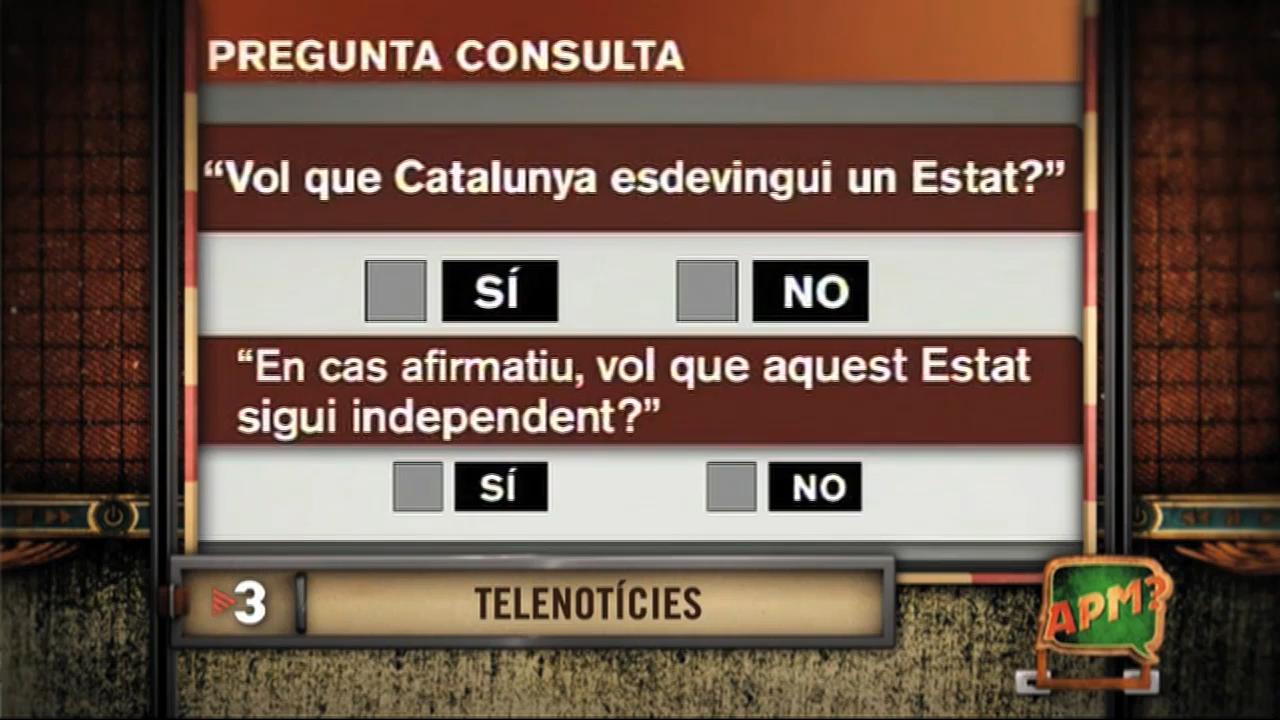 PREGUNTA CONSULTA
“Vol que Catalunya esdevingui un Estat?”
SÍ NO
“En cas afirmatiu, vol que aquest Estat
sigui independent?”
SÍ NO
3 TELENOTÍCIES
APM?